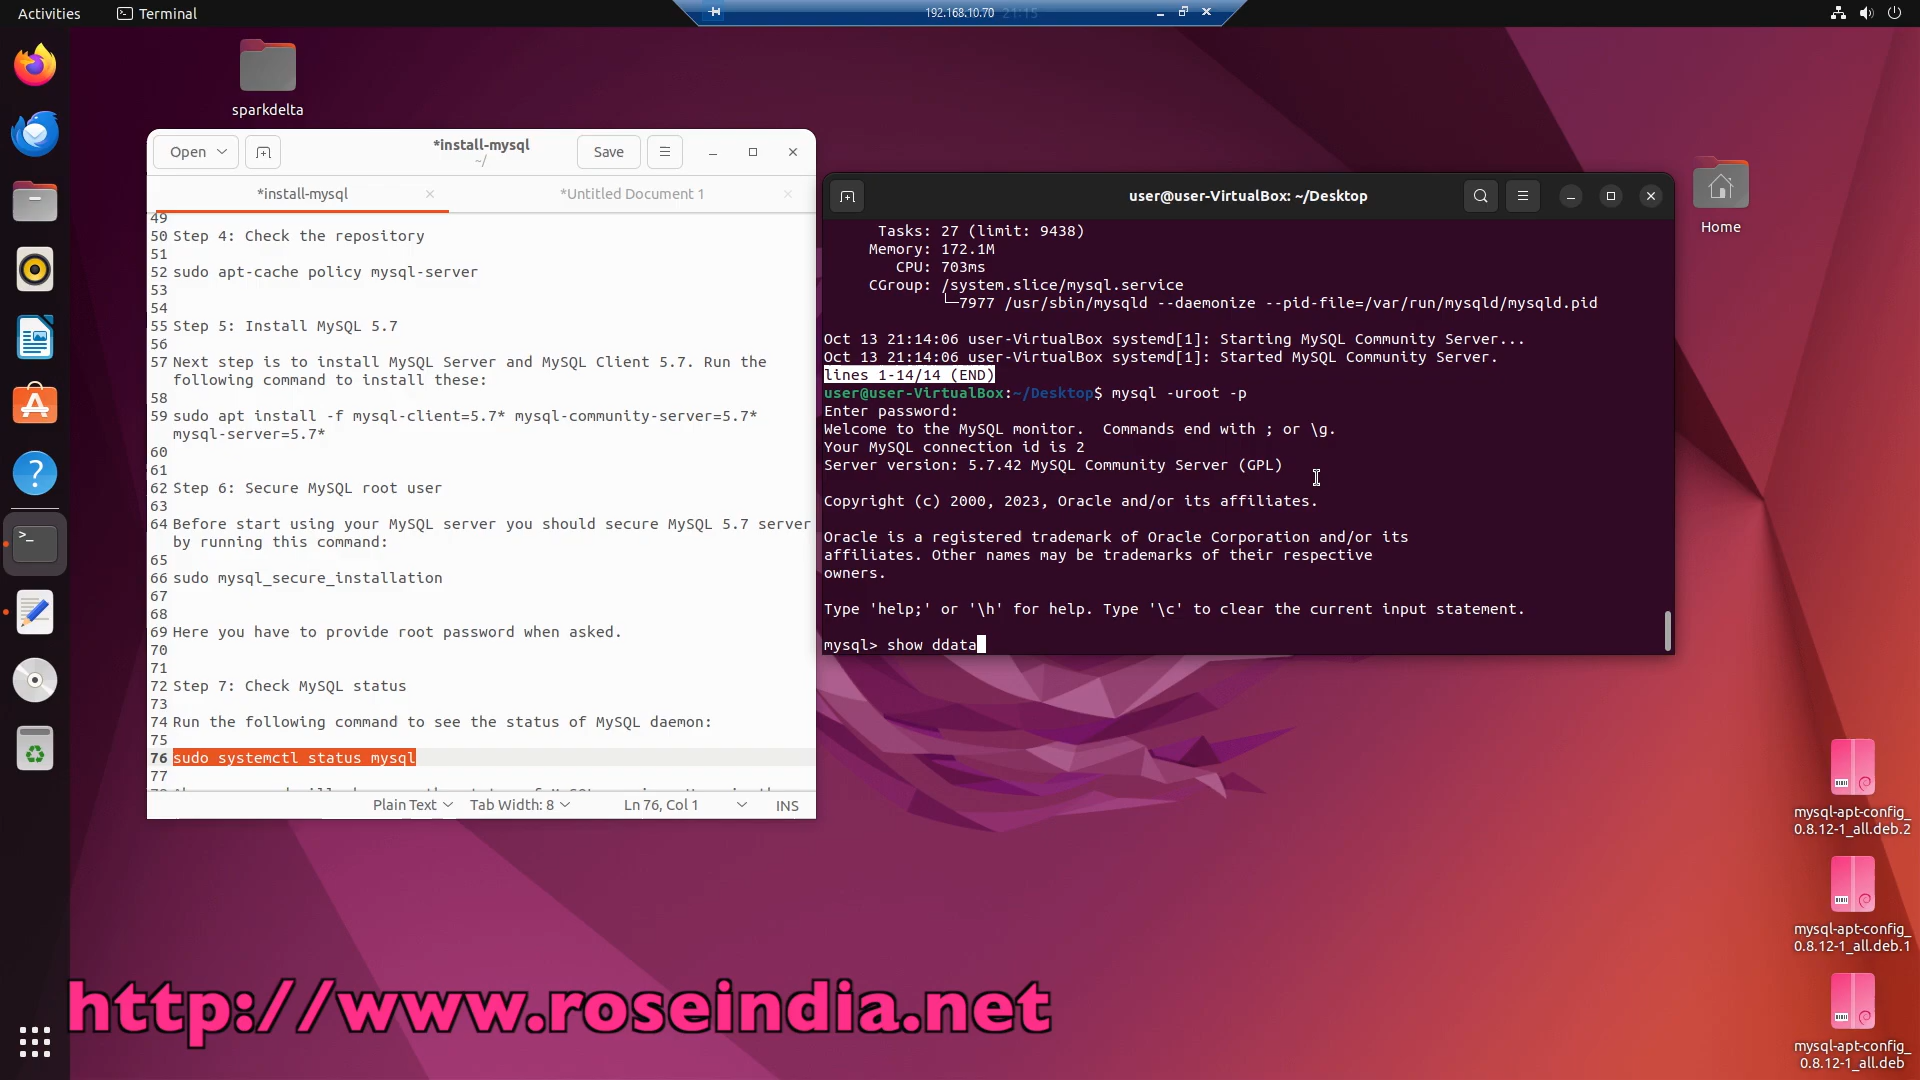 Activities
Terminal
192.168.10.70
21:15
sparkdelta
Home
Open
*install-mysql
~/
Save
*install-mysql
*Untitled Document 1
49
50 Step 4: Check the repository
51
52 sudo apt-cache policy mysql-server
53
54
55 Step 5: Install MySQL 5.7
56
57 Next step is to install MySQL Server and MySQL Client 5.7. Run the
following command to install these:
58
59 sudo apt install -f mysql-client=5.7* mysql-community-server=5.7*
mysql-server=5.7*
60
61
62 Step 6: Secure MySQL root user
63
64 Before start using your MySQL server you should secure MySQL 5.7 server
by running this command:
65
66 sudo mysql_secure_installation
67
68
69 Here you have to provide root password when asked.
70
71
72 Step 7: Check MySQL status
73
74 Run the following command to see the status of MySQL daemon:
75
76 sudo systemctl status mysql
77
Plain Text
Tab Width: 8
Ln 76, Col 1
INS
user@user-VirtualBox: ~/Desktop
Tasks: 27 (limit: 9438)
Memory: 172.1M
CPU: 703ms
CGroup: /system.slice/mysql.service
└─7977 /usr/sbin/mysqld --daemonize --pid-file=/var/run/mysqld/mysqld.pid
Oct 13 21:14:06 user-VirtualBox systemd[1]: Starting MySQL Community Server...
Oct 13 21:14:06 user-VirtualBox systemd[1]: Started MySQL Community Server.
lines 1-14/14 (END)
user@user-VirtualBox:~/Desktop$ mysql -uroot -p
Enter password:
Welcome to the MySQL monitor.  Commands end with ; or \g.
Your MySQL connection id is 2
Server version: 5.7.42 MySQL Community Server (GPL)
Copyright (c) 2000, 2023, Oracle and/or its affiliates.
Oracle is a registered trademark of Oracle Corporation and/or its
affiliates. Other names may be trademarks of their respective
owners.
Type 'help;' or '\h' for help. Type '\c' to clear the current input statement.
mysql> show ddata
mysql-apt-config_
0.8.12-1_all.deb.2
mysql-apt-config_
0.8.12-1_all.deb.1
mysql-apt-config_
0.8.12-1_all.deb
http://www.roseindia.net